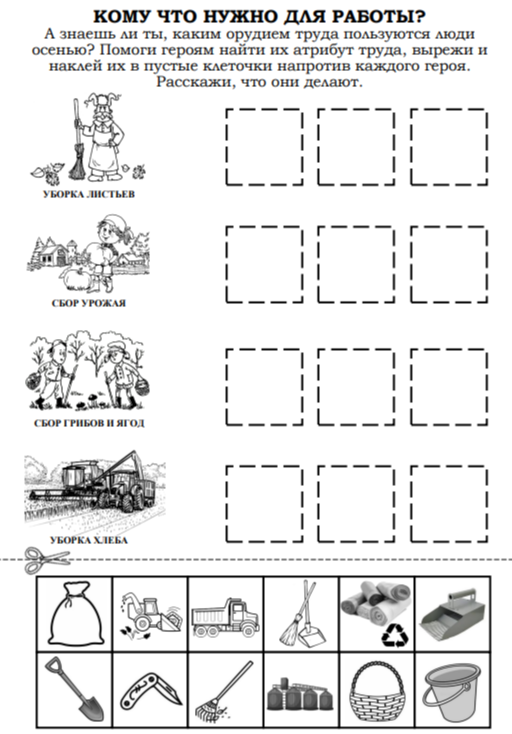 КОМУ ЧТО НУЖНО ДЛЯ РАБОТЫ?
А знаешь ли ты, каким орудием труда пользуются люди
осенью? Помоги героям найти их атрибут труда, вырежи и
наклей их в пустые клеточки напротив каждого героя.
Расскажи, что они делают.
УБОРКА ЛИСТЬЕВ
СБОР УРОЖАЯ
СБОР ГРИБОВ И ЯГОД
УБОРКА ХЛЕБА